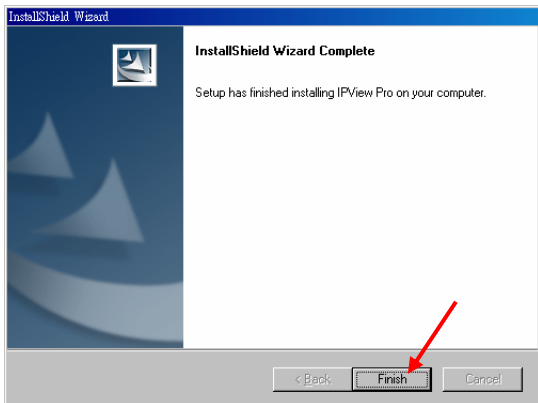 InstallShield Wizard
InstallShield Wizard Complete
Setup has finished installing IPView Pro on your computer.
< Back
Finish
Cancel